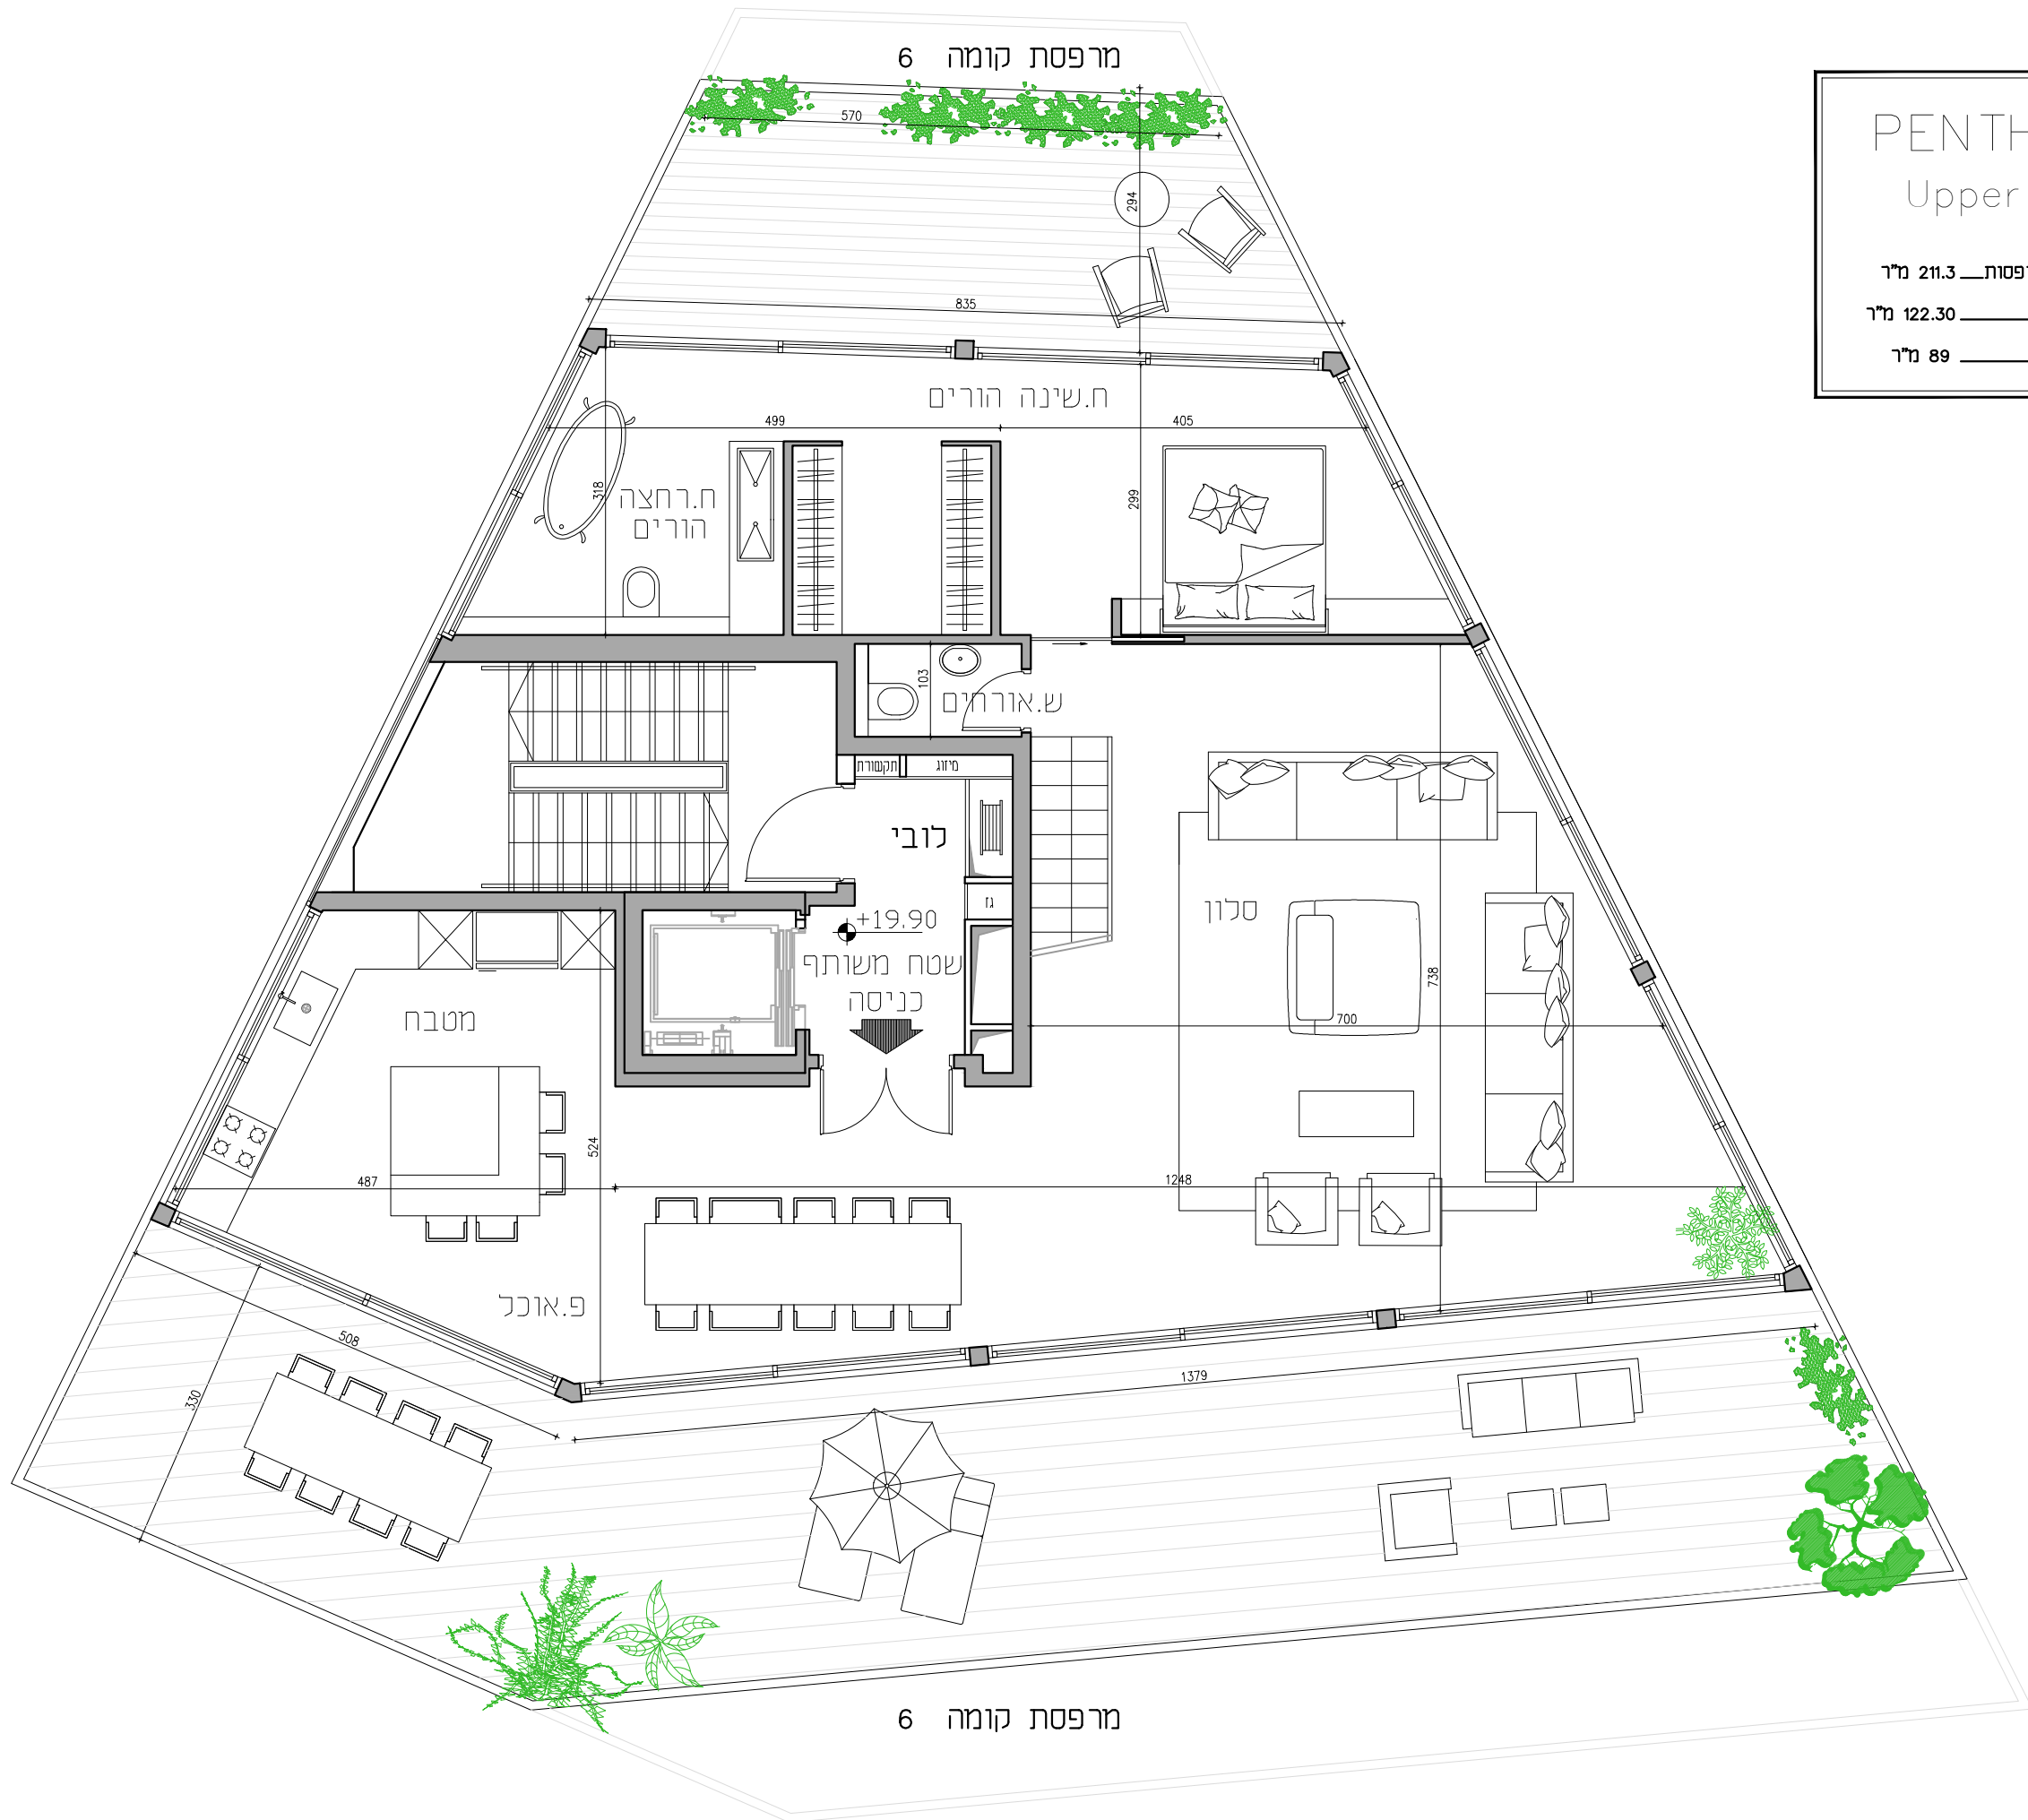 מרפסת קומה 6
570
294
835
PENTH
Upper
רפסות 211.3 מ"ר
122.30 מ"ר
89 מ"ר
ח.שינה הורים
499
405
318
ח.רחצה
הורים
299
103
ש.אורחים
תקשורת
מיזוג
לובי
גז
+19.90
שטח משותף
כניסה
סלון
738
700
מטבח
524
487
1248
פ.אוכל
508
330
1379
מרפסת קומה 6